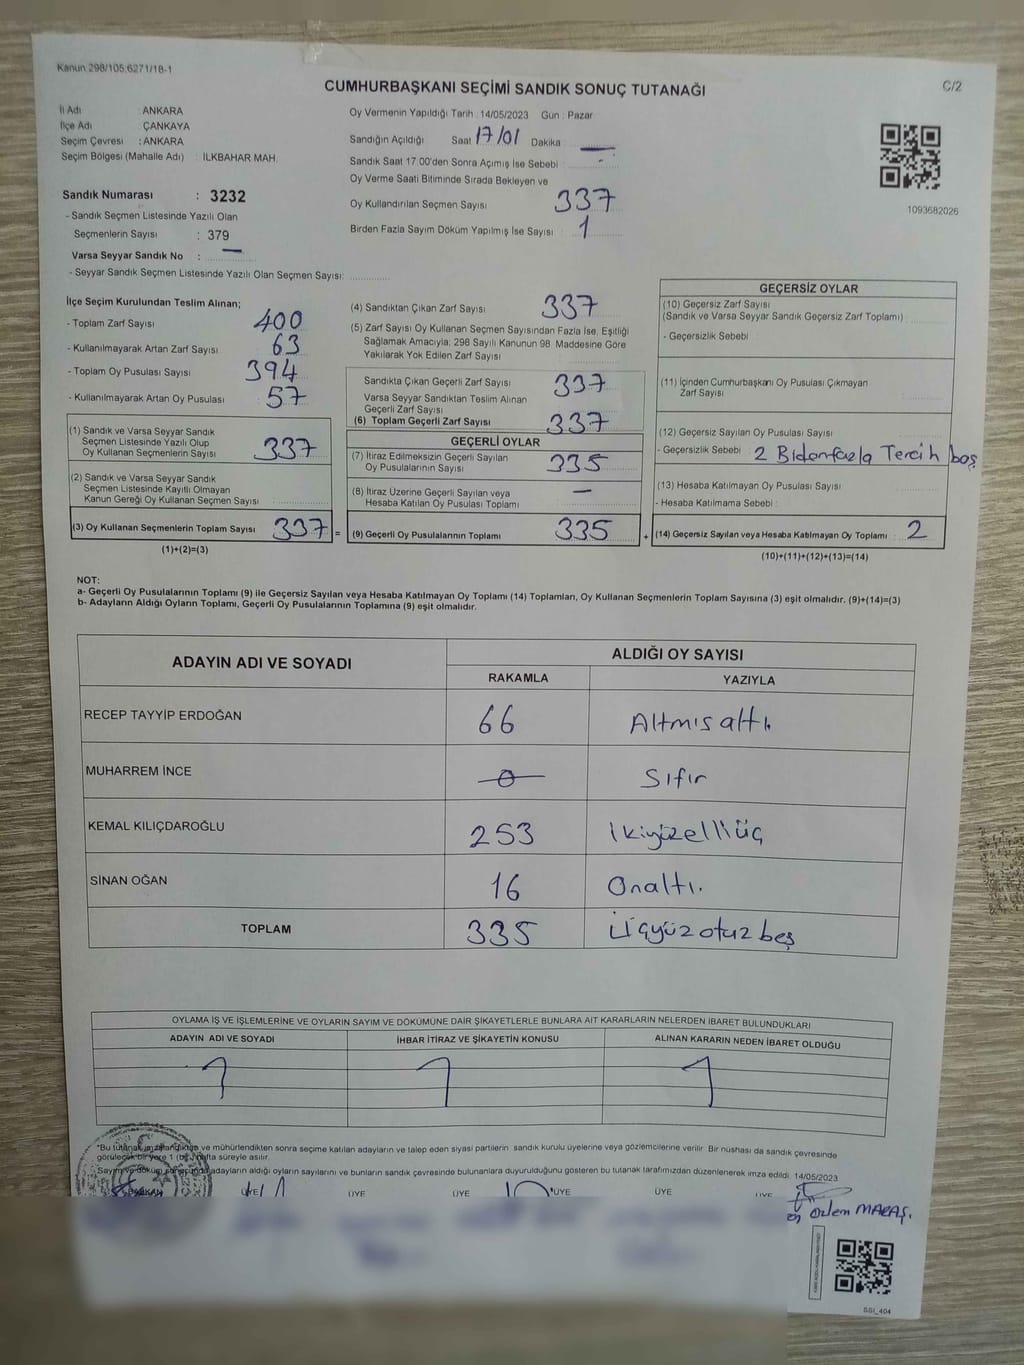 Kanun 298/105;6271/18-1
C/2
CUMHURBAŞKANI SEÇİMİ SANDIK SONUÇ TUTANAĞI
İl Adı : ANKARA
İlçe Adı : ÇANKAYA
Seçim Çevresi : ANKARA
Seçim Bölgesi (Mahalle Adı) : İLKBAHAR MAH.
Sandık Numarası : 3232
- Sandık Seçmen Listesinde Yazılı Olan
Seçmenlerin Sayısı : 379
Varsa Seyyar Sandık No : —
- Seyyar Sandık Seçmen Listesinde Yazılı Olan Seçmen Sayısı:
Oy Vermenin Yapıldığı Tarih : 14/05/2023 Gün : Pazar
Sandığın Açıldığı Saat 17/01 Dakika —
Sandık Saat 17:00'den Sonra Açımış İse Sebebi : -
Oy Verme Saati Bitiminde Sırada Bekleyen ve
Oy Kullandırılan Seçmen Sayısı 337
Birden Fazla Sayım Döküm Yapılmış İse Sayısı : 1
1093682026
İlçe Seçim Kurulundan Teslim Alınan;
- Toplam Zarf Sayısı 400
- Kullanılmayarak Artan Zarf Sayısı 63
- Toplam Oy Pusulası Sayısı 394
- Kullanılmayarak Artan Oy Pusulası 57
(1) Sandık ve Varsa Seyyar Sandık
Seçmen Listesinde Yazılı Olup
Oy Kullanan Seçmenlerin Sayısı 337
(2) Sandık ve Varsa Seyyar Sandık
Seçmen Listesinde Kayıtlı Olmayan
Kanun Gereği Oy Kullanan Seçmen Sayısı
(3) Oy Kullanan Seçmenlerin Toplam Sayısı 337 =
(1)+(2)=(3)
(4) Sandıktan Çıkan Zarf Sayısı 337
(5) Zarf Sayısı Oy Kullanan Seçmen Sayısından Fazla İse, Eşitliği
Sağlamak Amacıyla; 298 Sayılı Kanunun 98. Maddesine Göre
Yakılarak Yok Edilen Zarf Sayısı
Sandıkta Çıkan Geçerli Zarf Sayısı 337
Varsa Seyyar Sandıktan Teslim Alınan
Geçerli Zarf Sayısı
(6) Toplam Geçerli Zarf Sayısı 337
GEÇERLİ OYLAR
(7) İtiraz Edilmeksizin Geçerli Sayılan
Oy Pusulalarının Sayısı 335
(8) İtiraz Üzerine Geçerli Sayılan veya
Hesaba Katılan Oy Pusulası Toplamı —
(9) Geçerli Oy Pusulalarının Toplamı 335 +
GEÇERSİZ OYLAR
(10) Geçersiz Zarf Sayısı
(Sandık ve Varsa Seyyar Sandık Geçersiz Zarf Toplamı) :
- Geçersizlik Sebebi
(11) İçinden Cumhurbaşkanı Oy Pusulası Çıkmayan
Zarf Sayısı
(12) Geçersiz Sayılan Oy Pusulası Sayısı
- Geçersizlik Sebebi : 2 Birdenfazla Tercih boş
(13) Hesaba Katılmayan Oy Pusulası Sayısı
- Hesaba Katılmama Sebebi :
(14) Geçersiz Sayılan veya Hesaba Katılmayan Oy Toplamı : 2
(10)+(11)+(12)+(13)=(14)
NOT:
a- Geçerli Oy Pusulalarının Toplamı (9) ile Geçersiz Sayılan veya Hesaba Katılmayan Oy Toplamı (14) Toplamları, Oy Kullanan Seçmenlerin Toplam Sayısına (3) eşit olmalıdır. (9)+(14)=(3)
b- Adayların Aldığı Oyların Toplamı, Geçerli Oy Pusulalarının Toplamına (9) eşit olmalıdır.
ADAYIN ADI VE SOYADI ALDIĞI OY SAYISI
RAKAMLA YAZIYLA
RECEP TAYYİP ERDOĞAN 66 Altmış altı.
MUHARREM İNCE 0 Sıfır
KEMAL KILIÇDAROĞLU 253 İkiyüzelliüç
SİNAN OĞAN 16 Onaltı.
TOPLAM 335 Üçyüzotuzbeş
OYLAMA İŞ VE İŞLEMLERİNE VE OYLARIN SAYIM VE DÖKÜMÜNE DAİR ŞİKAYETLERLE BUNLARA AİT KARARLARIN NELERDEN İBARET BULUNDUKLARI
ADAYIN ADI VE SOYADI İHBAR İTİRAZ VE ŞİKAYETİN KONUSU ALINAN KARARIN NEDEN İBARET OLDUĞU
"Bu tutanak imzalandıktan ve mühürlendikten sonra seçime katılan adayların ve talep eden siyasi partilerin sandık kurulu üyelerine veya gözlemcilerine verilir. Bir nüshası da sandık çevresinde
görülecek bir yere 1 (bir) hafta süreyle asılır.
Sayım ve döküm sonucunda adayların aldığı oyların sayılarını ve bunların sandık çevresinde bulunanlara duyurulduğunu gösteren bu tutanak tarafımızdan düzenlenerek imza edildi. 14/05/2023
BAŞKAN ÜYE ÜYE ÜYE ÜYE ÜYE ÜYE
Özlem MARAŞ.
SSİ_404